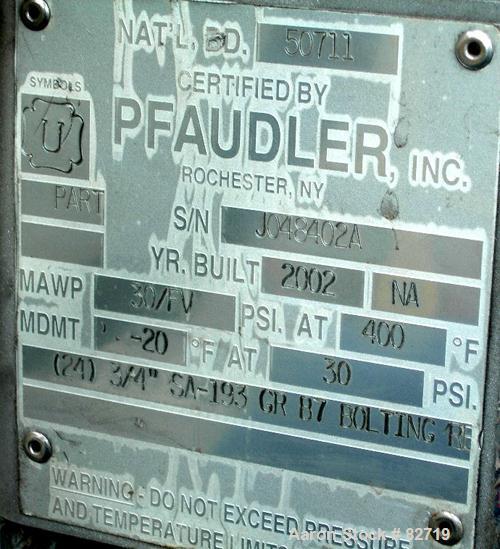 NAT'L. BD. 50711
SYMBOLS
CERTIFIED BY
U
PFAUDLER, INC.
ROCHESTER, NY
PART
S/N J048402A
YR. BUILT 2002 NA
MAWP 30/FV PSI. AT 400 °F
MDMT -20 °F AT 30 PSI.
(24) 3/4" SA-193 GR B7 BOLTING
WARNING - DO NOT EXCEED PRESSURE
AND TEMPERATURE LIMITS
Aaron Stock # 82719